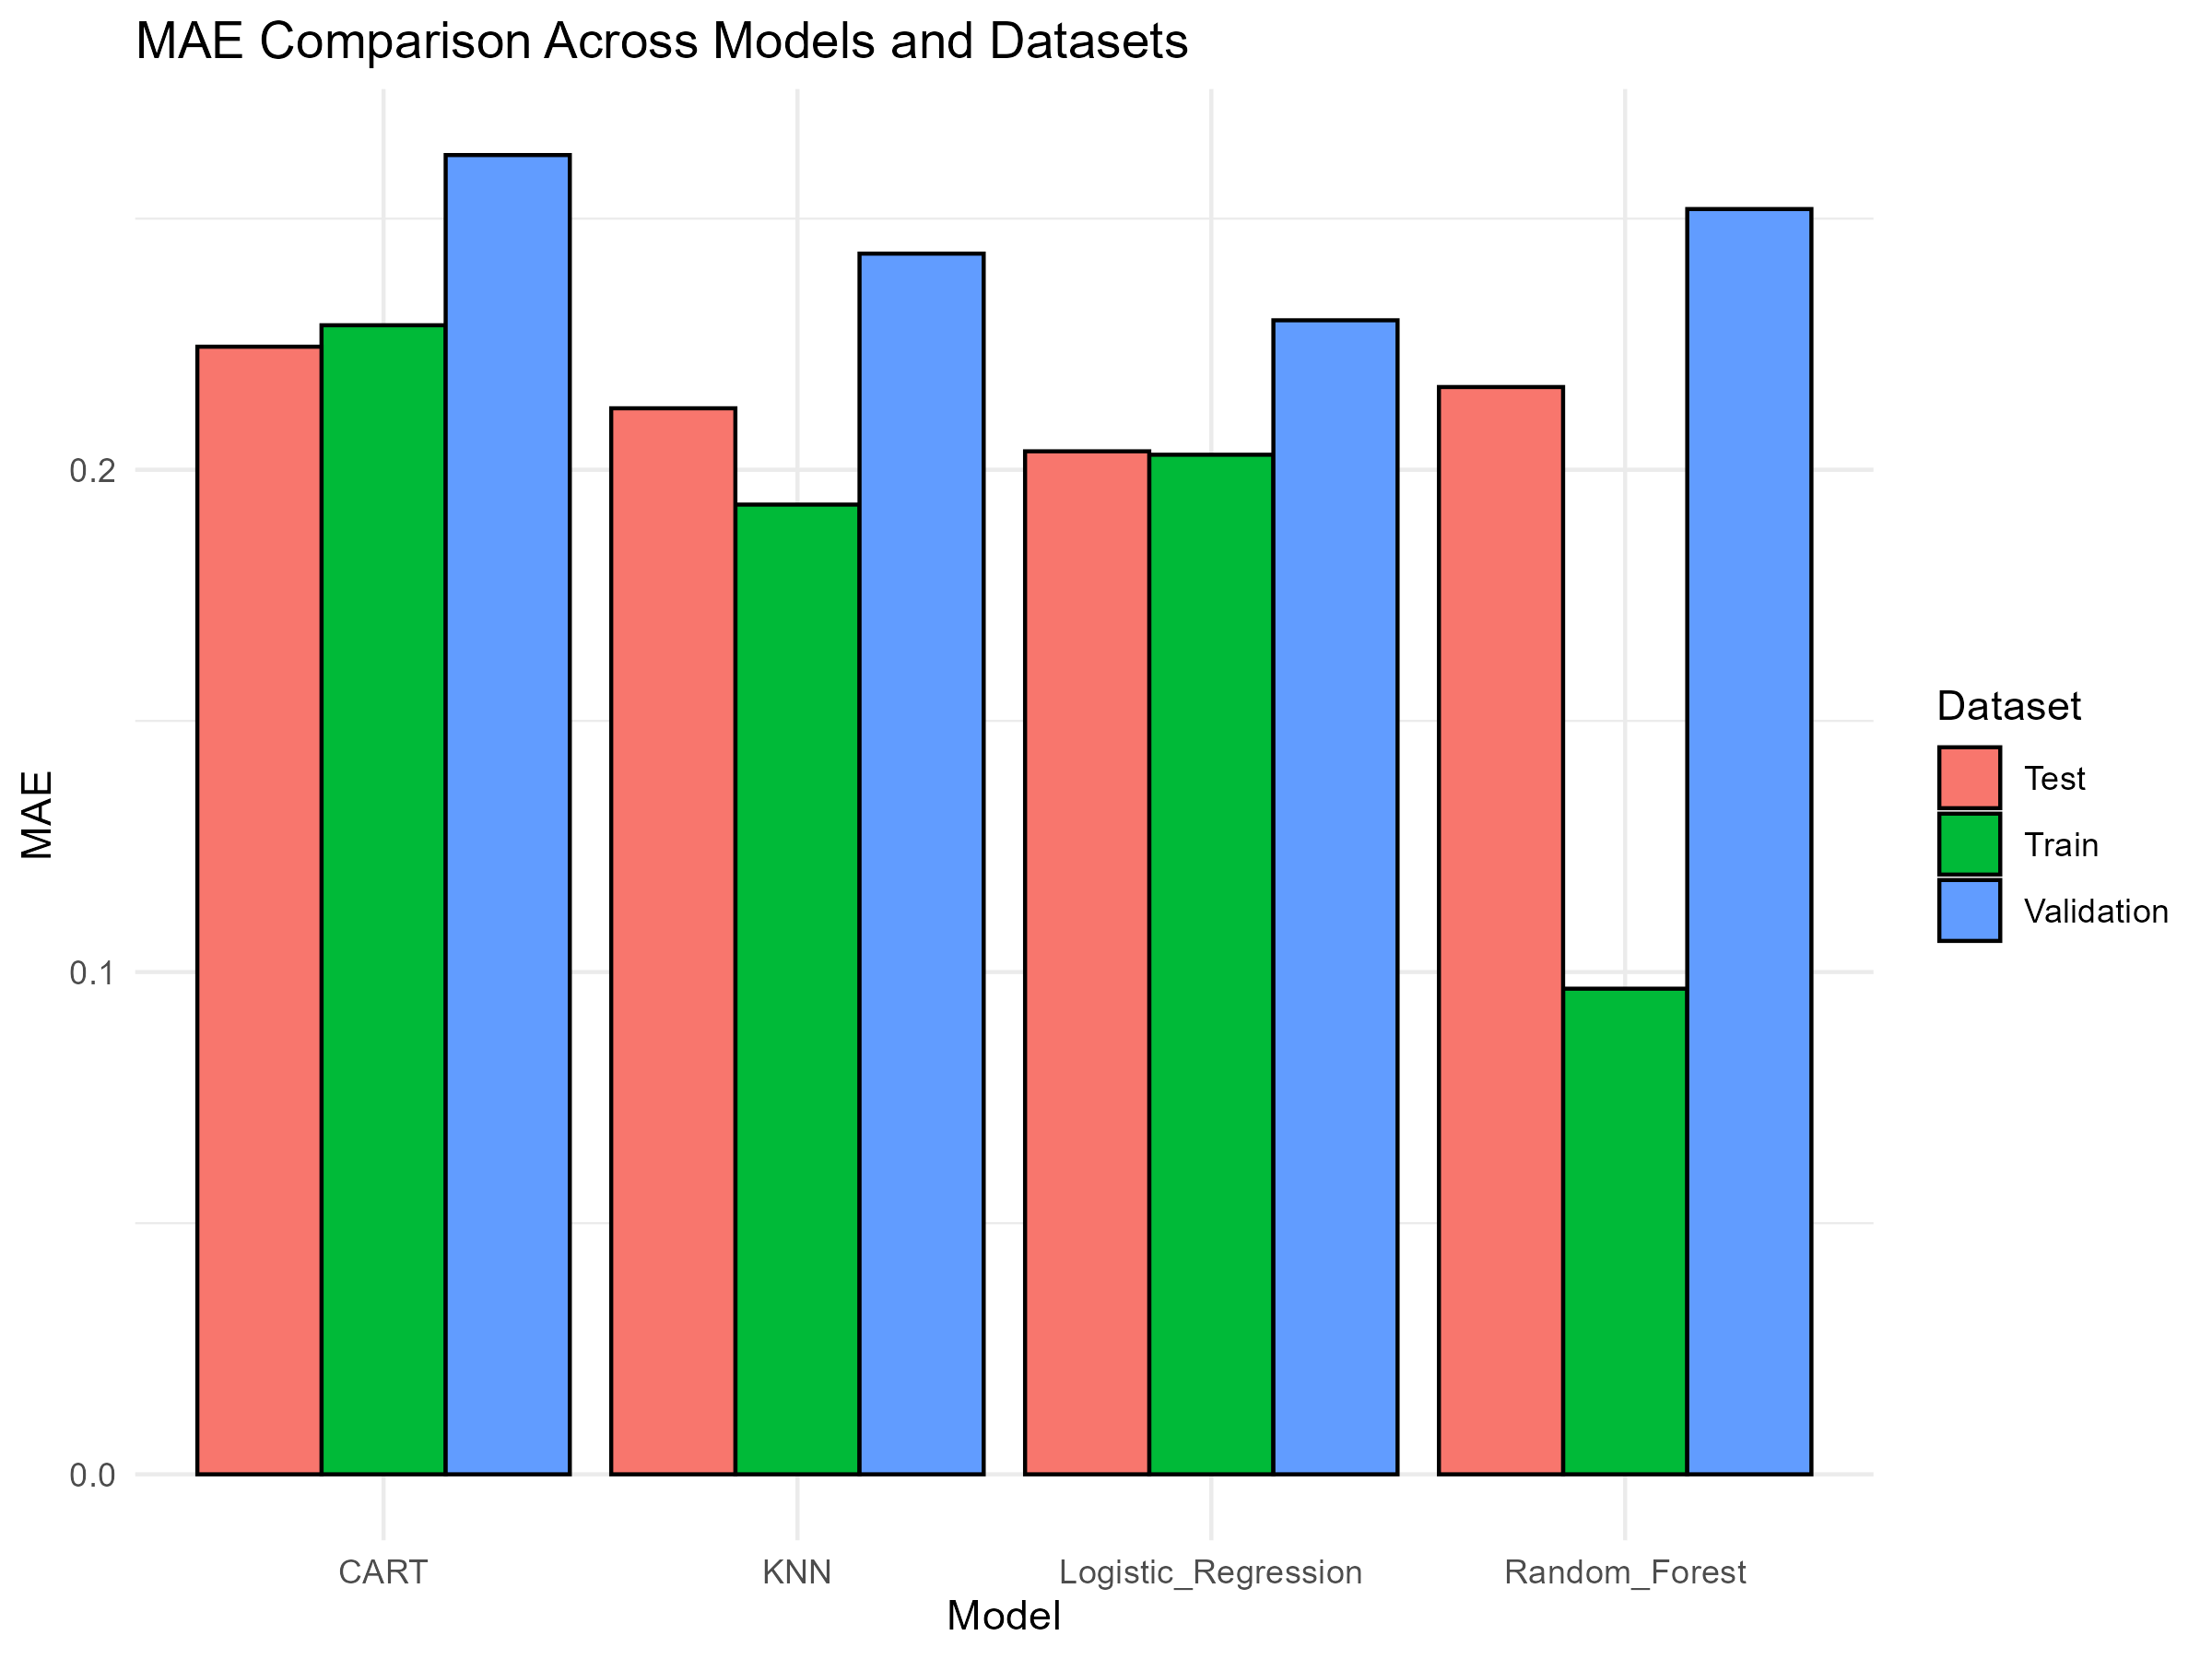 MAE Comparison Across Models and Datasets
MAE
0.2
0.1
0.0
CART
KNN
Logistic_Regression
Random_Forest
Model
Dataset
Test
Train
Validation